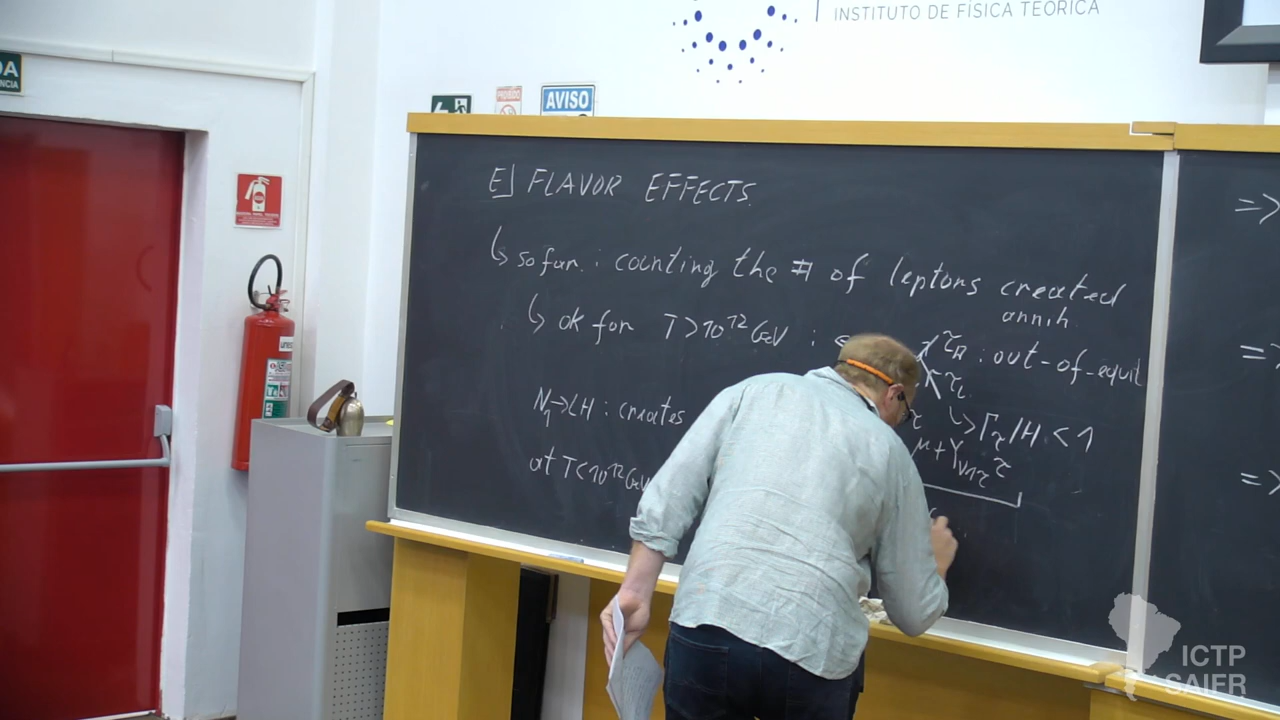 INSTITUTO DE FÍSICA TEÓRICA
AVISO
E] FLAVOR EFFECTS.
↳ so far : counting the # of leptons created
annih.
↳ ok for T > 10^12 GeV :
τ_R : out-of-equil
τ_L
↳ Γ_τ/H < 1
N_1→LH : creates
μ + Y_ν1τ τ
at T<10^12 GeV
=>
=>
ICTP
SAIFR